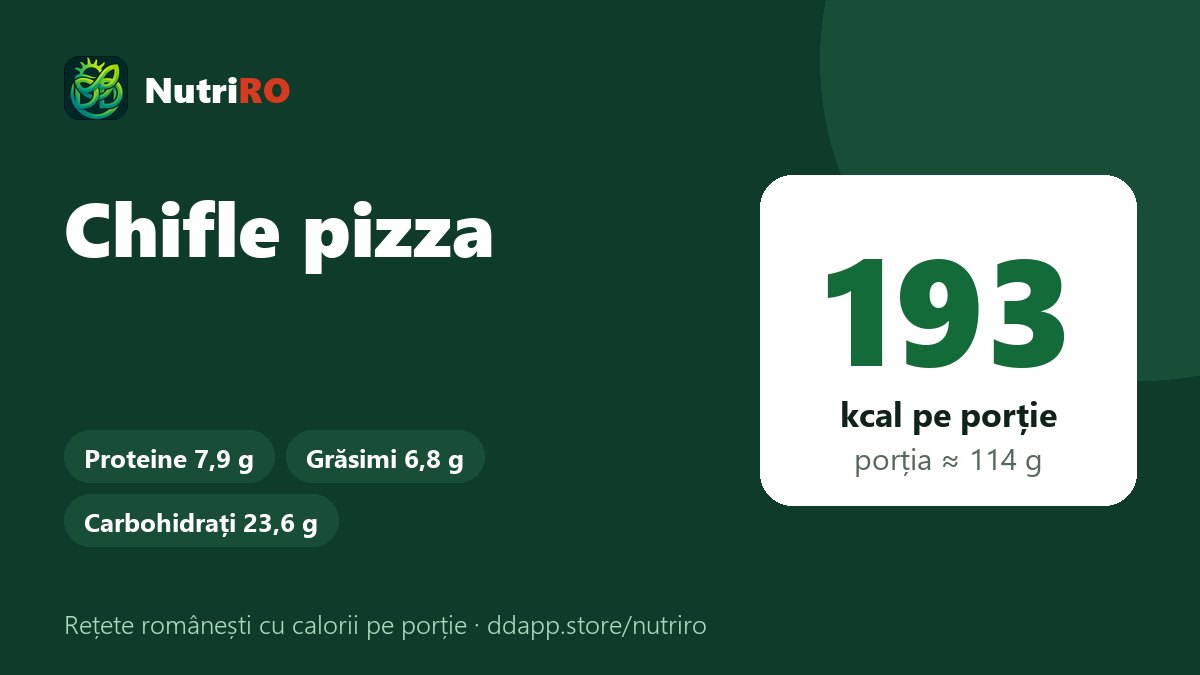 NutriRO
Chifle pizza
193
kcal pe porție
porția ≈ 114 g
Proteine 7,9 g
Grăsimi 6,8 g
Carbohidrați 23,6 g
Rețete românești cu calorii pe porție · ddapp.store/nutriro